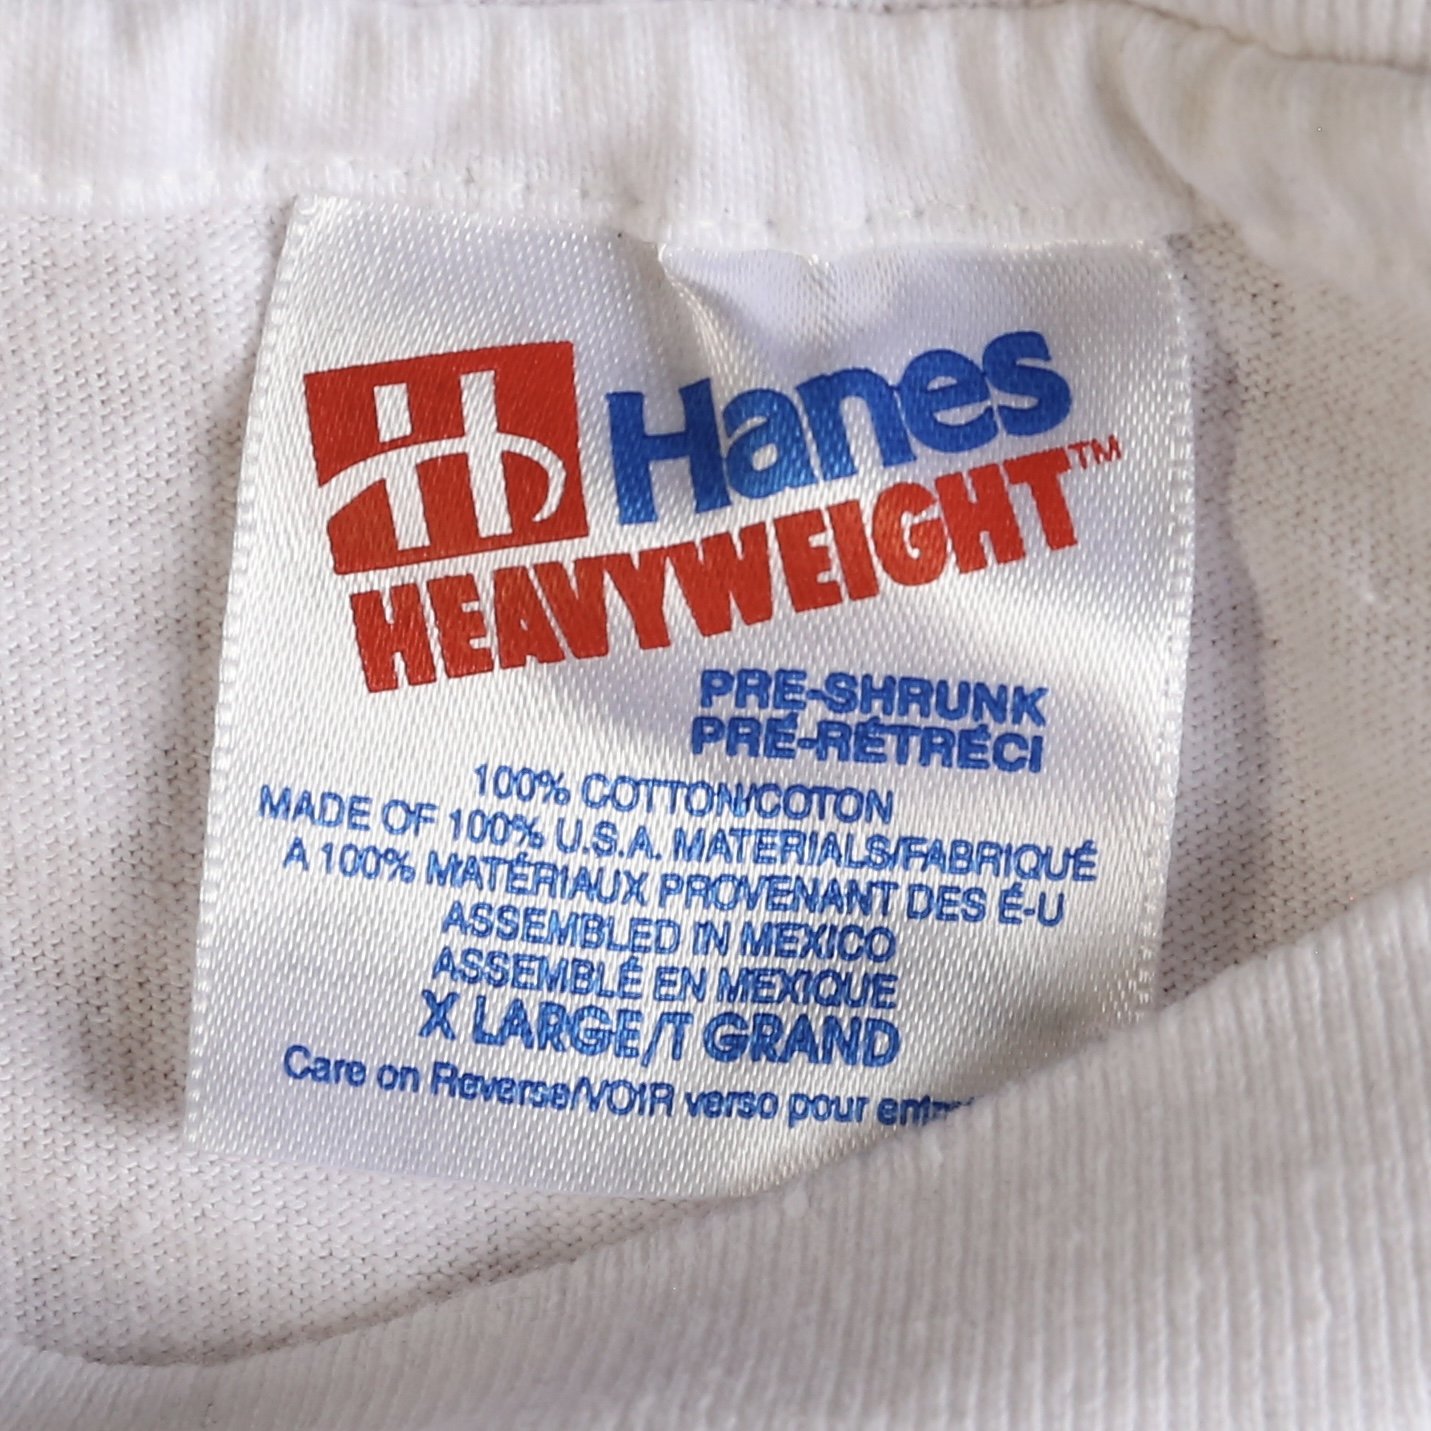 Hanes
HEAVYWEIGHT™
PRE-SHRUNK
PRÉ-RÉTRÉCI
100% COTTON/COTON
MADE OF 100% U.S.A. MATERIALS/FABRIQUÉ
A 100% MATÉRIAUX PROVENANT DES É-U
ASSEMBLED IN MEXICO
ASSEMBLÉ EN MEXIQUE
X LARGE/T GRAND
Care on Reverse/VOIR verso pour